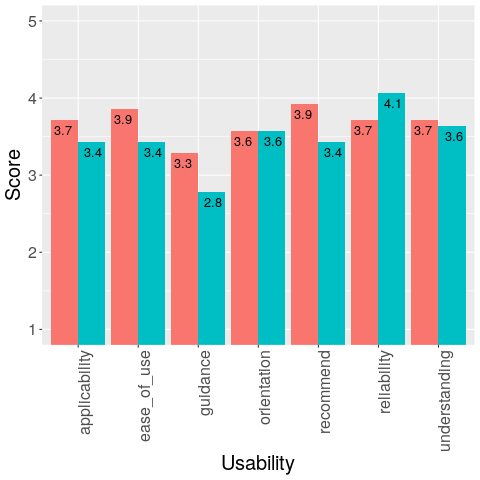 5
4
3
2
1
Score
3.7
3.4
3.9
3.4
3.3
2.8
3.6
3.6
3.9
3.4
3.7
4.1
3.7
3.6
applicability
ease_of_use
guidance
orientation
recommend
reliability
understanding
Usability